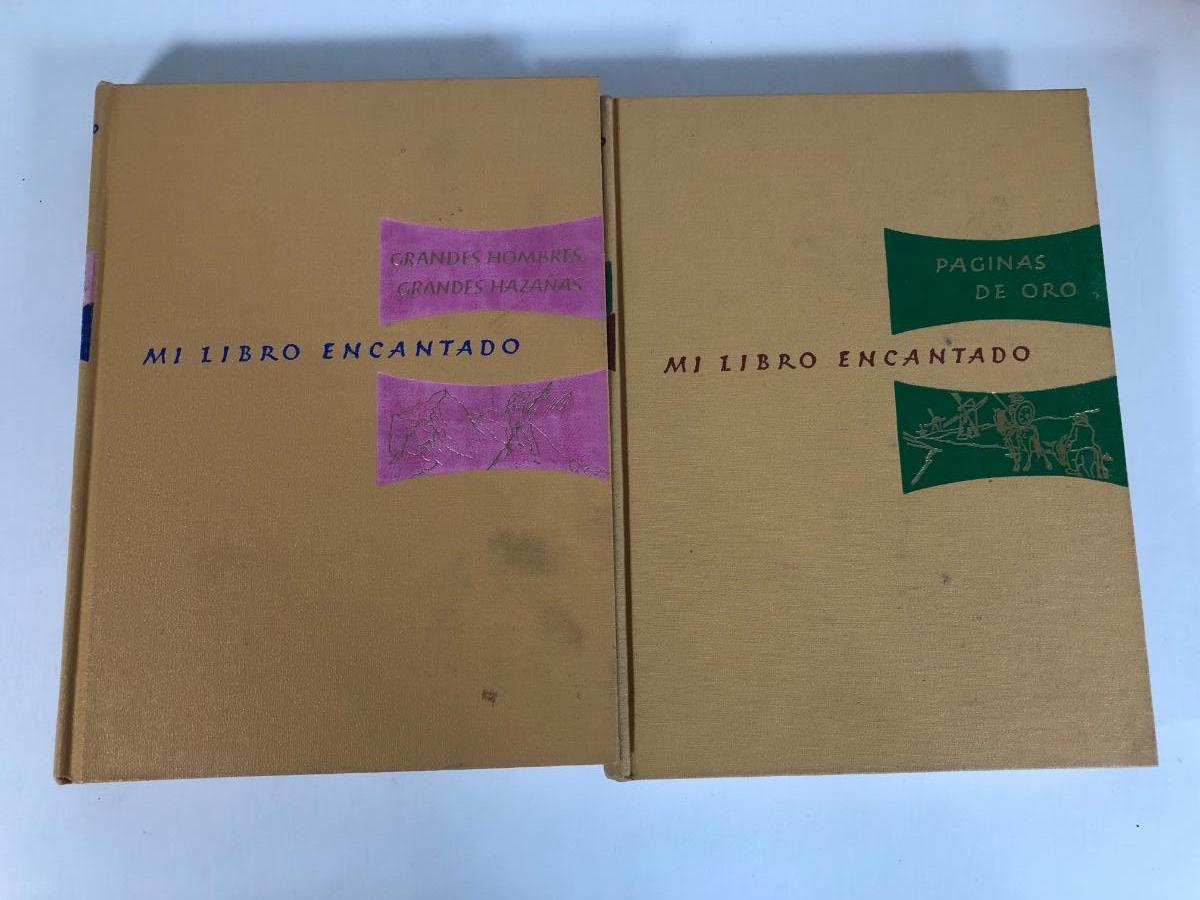 GRANDES HOMBRES,
GRANDES HAZAÑAS
MI LIBRO ENCANTADO
PAGINAS
DE ORO
MI LIBRO ENCANTADO